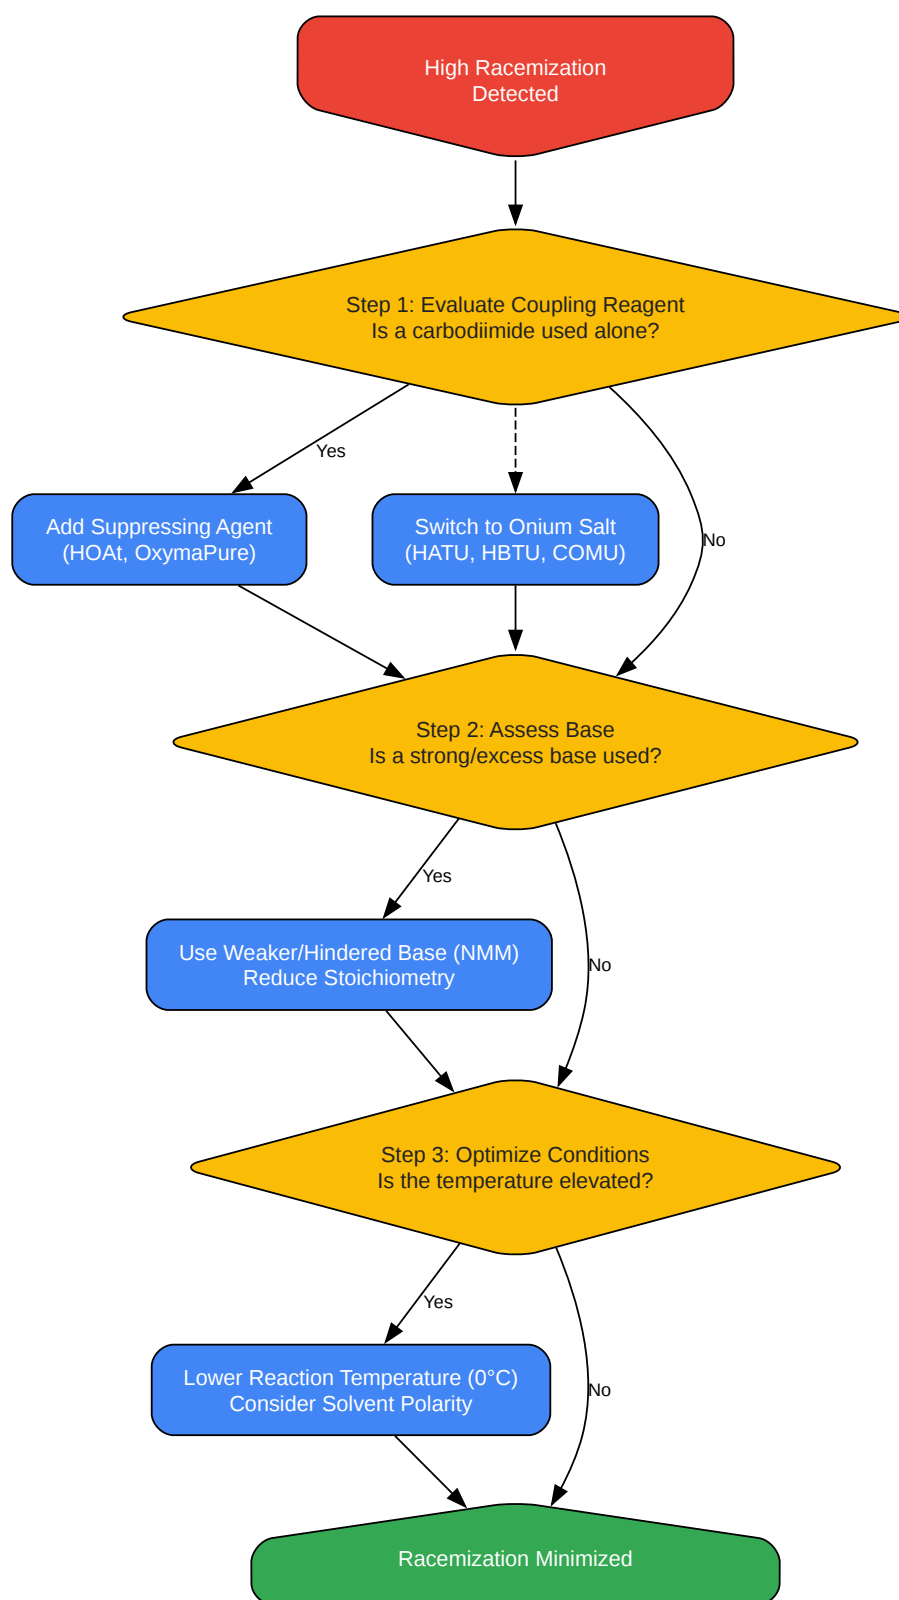 High Racemization
Detected
Step 1: Evaluate Coupling Reagent
Is a carbodiimide used alone?
Yes
Add Suppressing Agent
(HOAt, OxymaPure)
Switch to Onium Salt
(HATU, HBTU, COMU)
No
Step 2: Assess Base
Is a strong/excess base used?
Yes
Use Weaker/Hindered Base (NMM)
Reduce Stoichiometry
No
Step 3: Optimize Conditions
Is the temperature elevated?
Yes
Lower Reaction Temperature (0°C)
Consider Solvent Polarity
No
Racemization Minimized